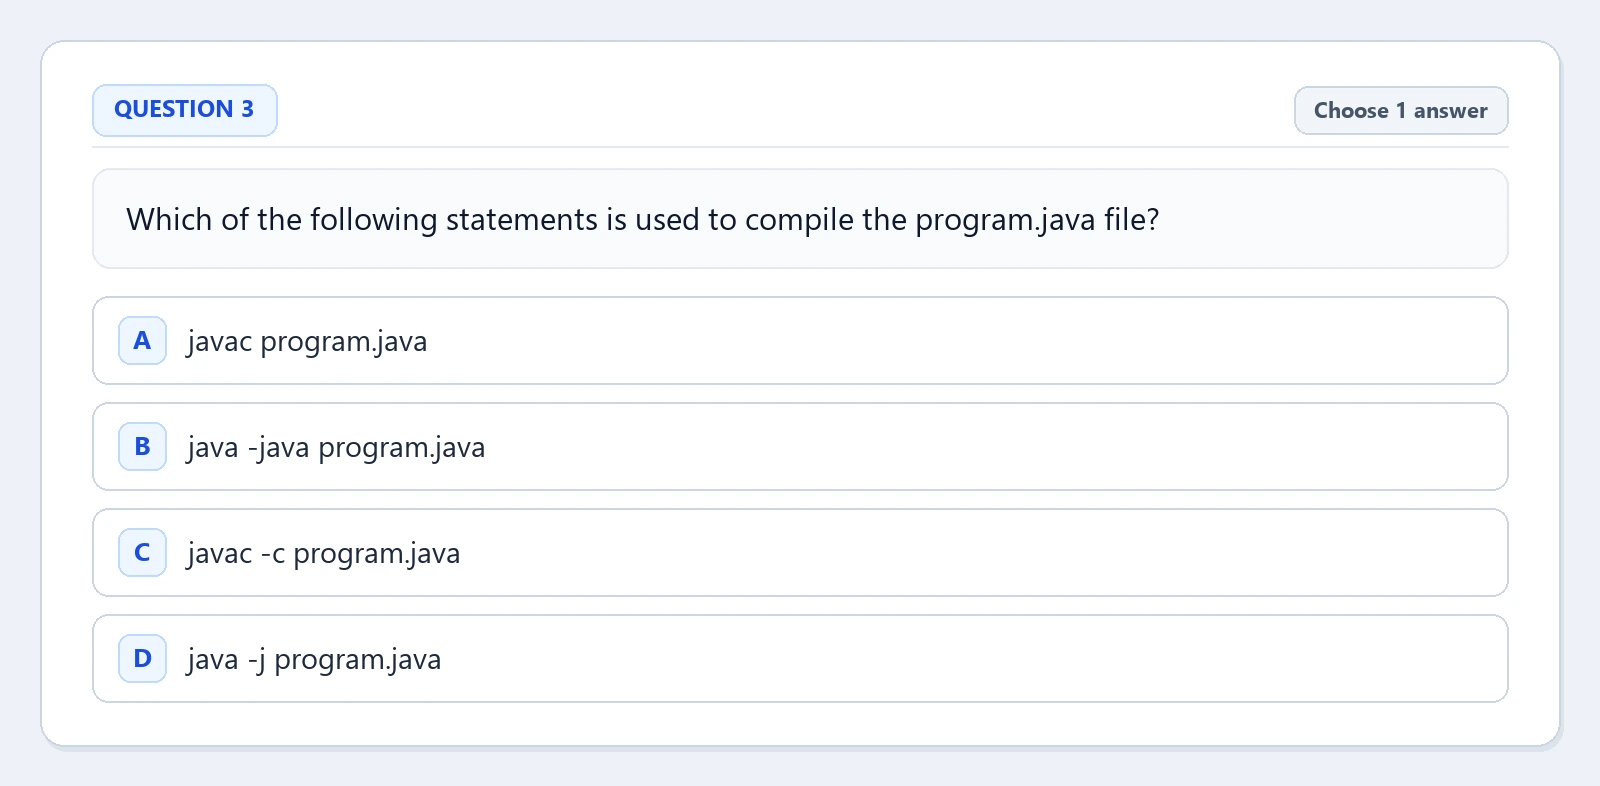 QUESTION 3
Choose 1 answer
Which of the following statements is used to compile the program.java file?
A javac program.java
B java -java program.java
C javac -c program.java
D java -j program.java